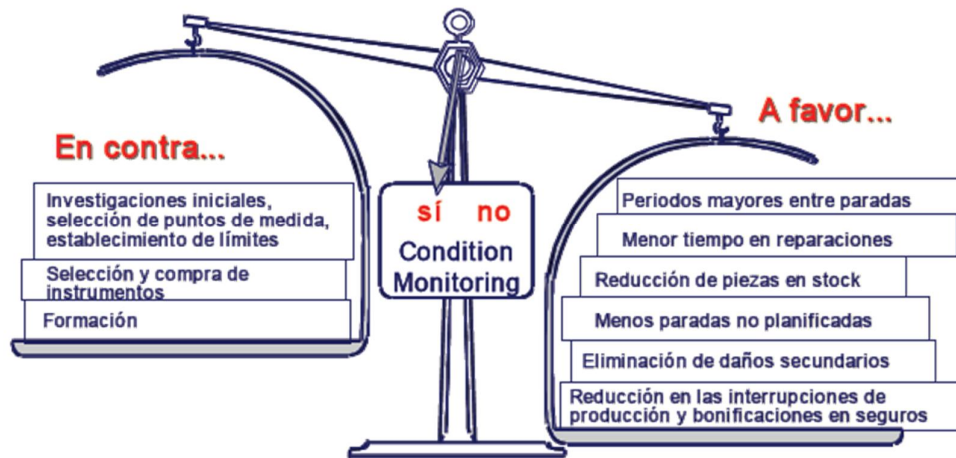 En contra...
Investigaciones iniciales,
selección de puntos de medida,
establecimiento de límites
Selección y compra de
instrumentos
Formación
sí no
Condition
Monitoring
A favor...
Periodos mayores entre paradas
Menor tiempo en reparaciones
Reducción de piezas en stock
Menos paradas no planificadas
Eliminación de daños secundarios
Reducción en las interrupciones de
producción y bonificaciones en seguros